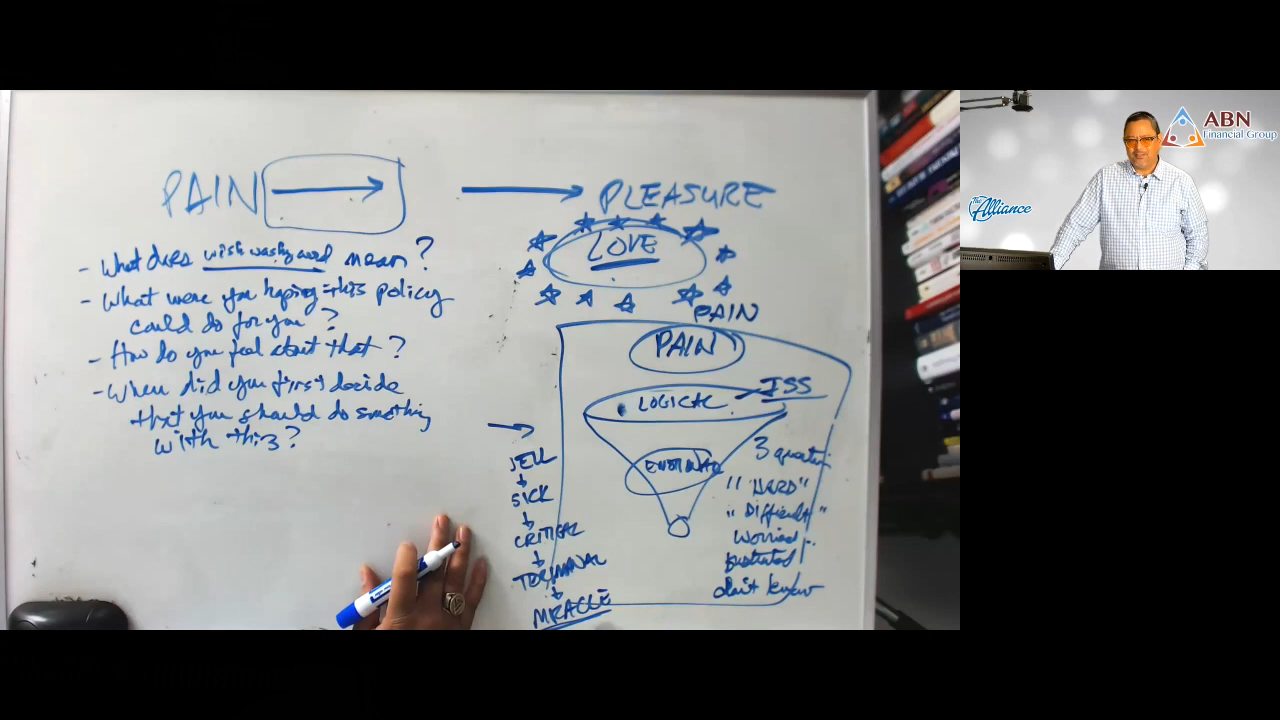 PAIN → → PLEASURE
LOVE
- What does wish washy word mean?
- What were you hoping this policy
could do for you?
- How do you feel about that?
- When did you first decide
that you should do something
with this?
PAIN
PAIN
LOGICAL
ISS
EMOTIONAL
3 question
"HARD"
"Difficult"
worried
frustrated
don't know
SICK
CRITICAL
TERMINAL
MIRACLE
ABN
Financial Group
The
Alliance